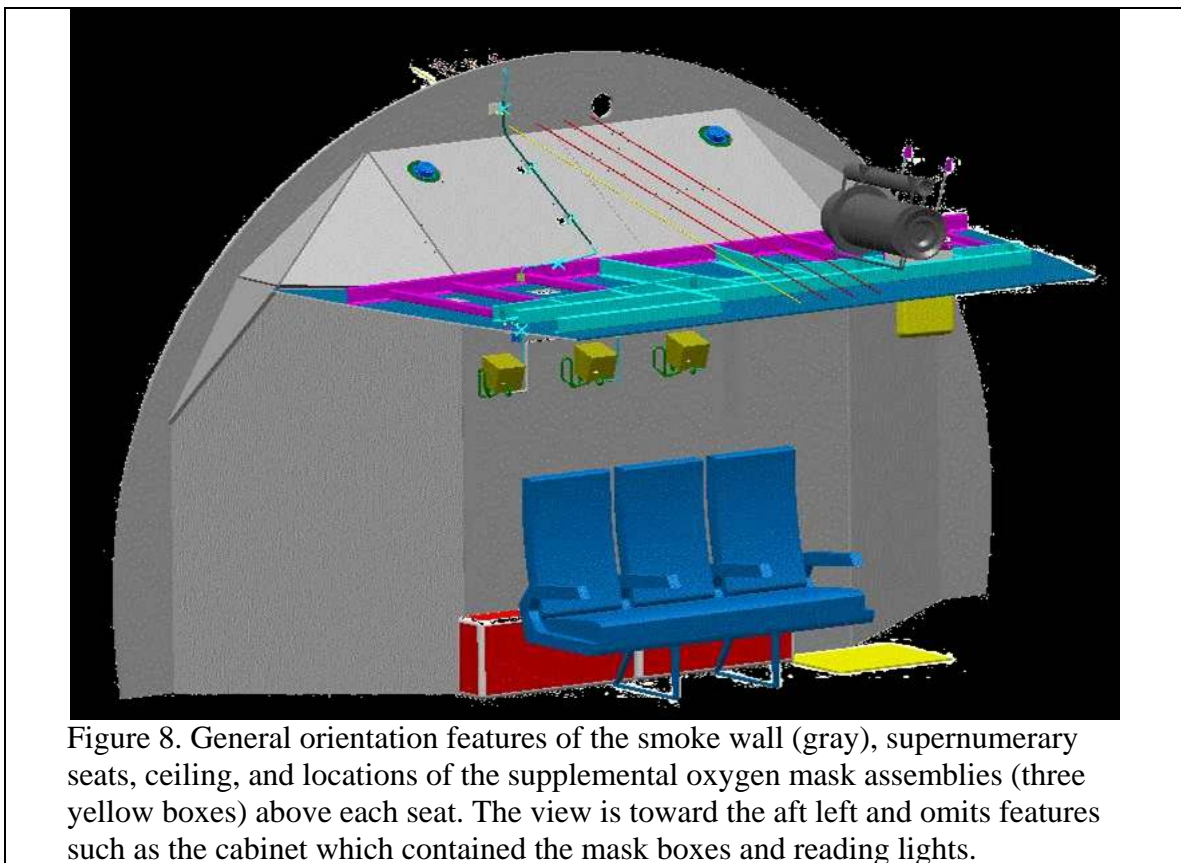 Figure 8. General orientation features of the smoke wall (gray), supernumerary
seats, ceiling, and locations of the supplemental oxygen mask assemblies (three
yellow boxes) above each seat. The view is toward the aft left and omits features
such as the cabinet which contained the mask boxes and reading lights.